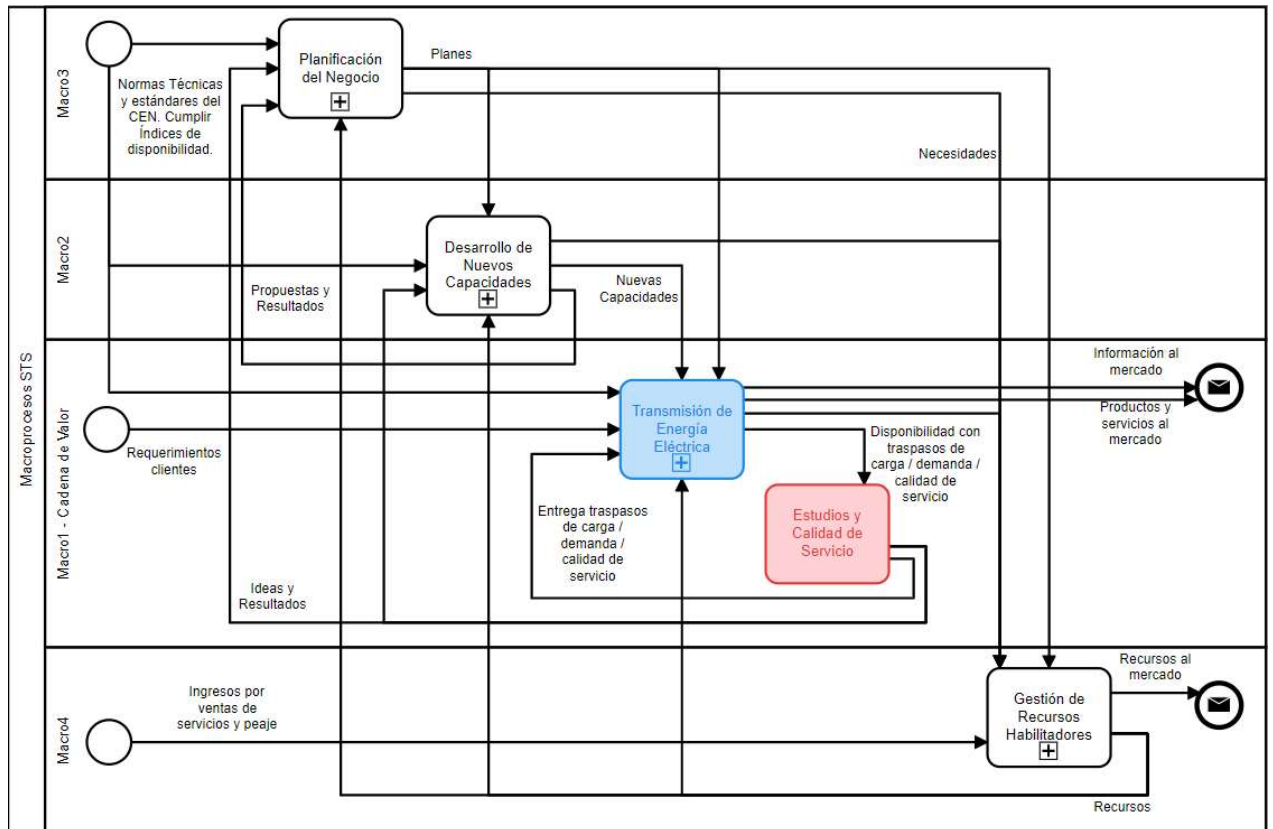 Macroprocesos STS
Macro3
Planificación
del Negocio
Planes
Normas Técnicas
y estándares del
CEN. Cumplir
Índices de
disponibilidad.
Necesidades
Macro2
Desarrollo de
Nuevos
Capacidades
Propuestas y
Resultados
Nuevas
Capacidades
Macro1 - Cadena de Valor
Información al
mercado
Transmisión de
Energía
Eléctrica
Productos y
servicios al
mercado
Requerimientos
clientes
Disponibilidad con
traspasos de
carga / demanda /
calidad de
servicio
Entrega traspasos
de carga /
demanda /
calidad de
servicio
Estudios y
Calidad de
Servicio
Ideas y
Resultados
Macro4
Recursos al
mercado
Ingresos por
ventas de
servicios y peaje
Gestión de
Recursos
Habilitadores
Recursos